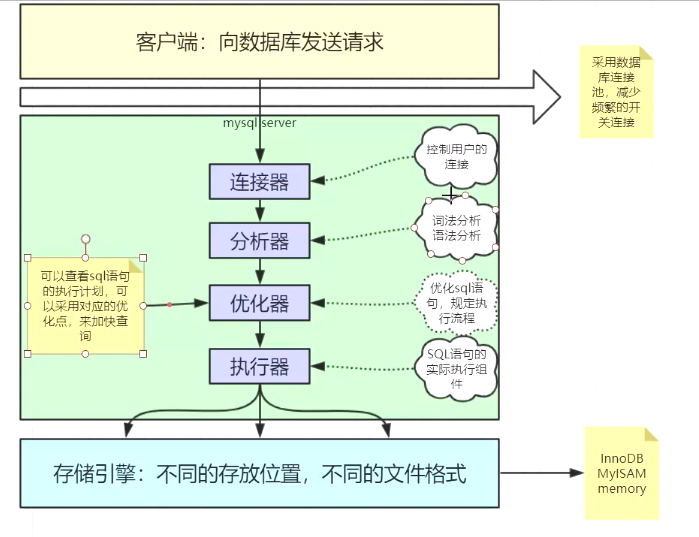 客户端：向数据库发送请求
采用数据
库连接
池，减少
频繁的开
关连接
mysql server
连接器
控制用户的
连接
分析器
词法分析
语法分析
可以查看sql语句
的执行计划，可
以采用对应的优
化点，来加快查
询
优化器
优化sql语
句，规定执
行流程
执行器
SQL语句的
实际执行组
件
存储引擎：不同的存放位置，不同的文件格式
InnoDB
MyISAM
memory